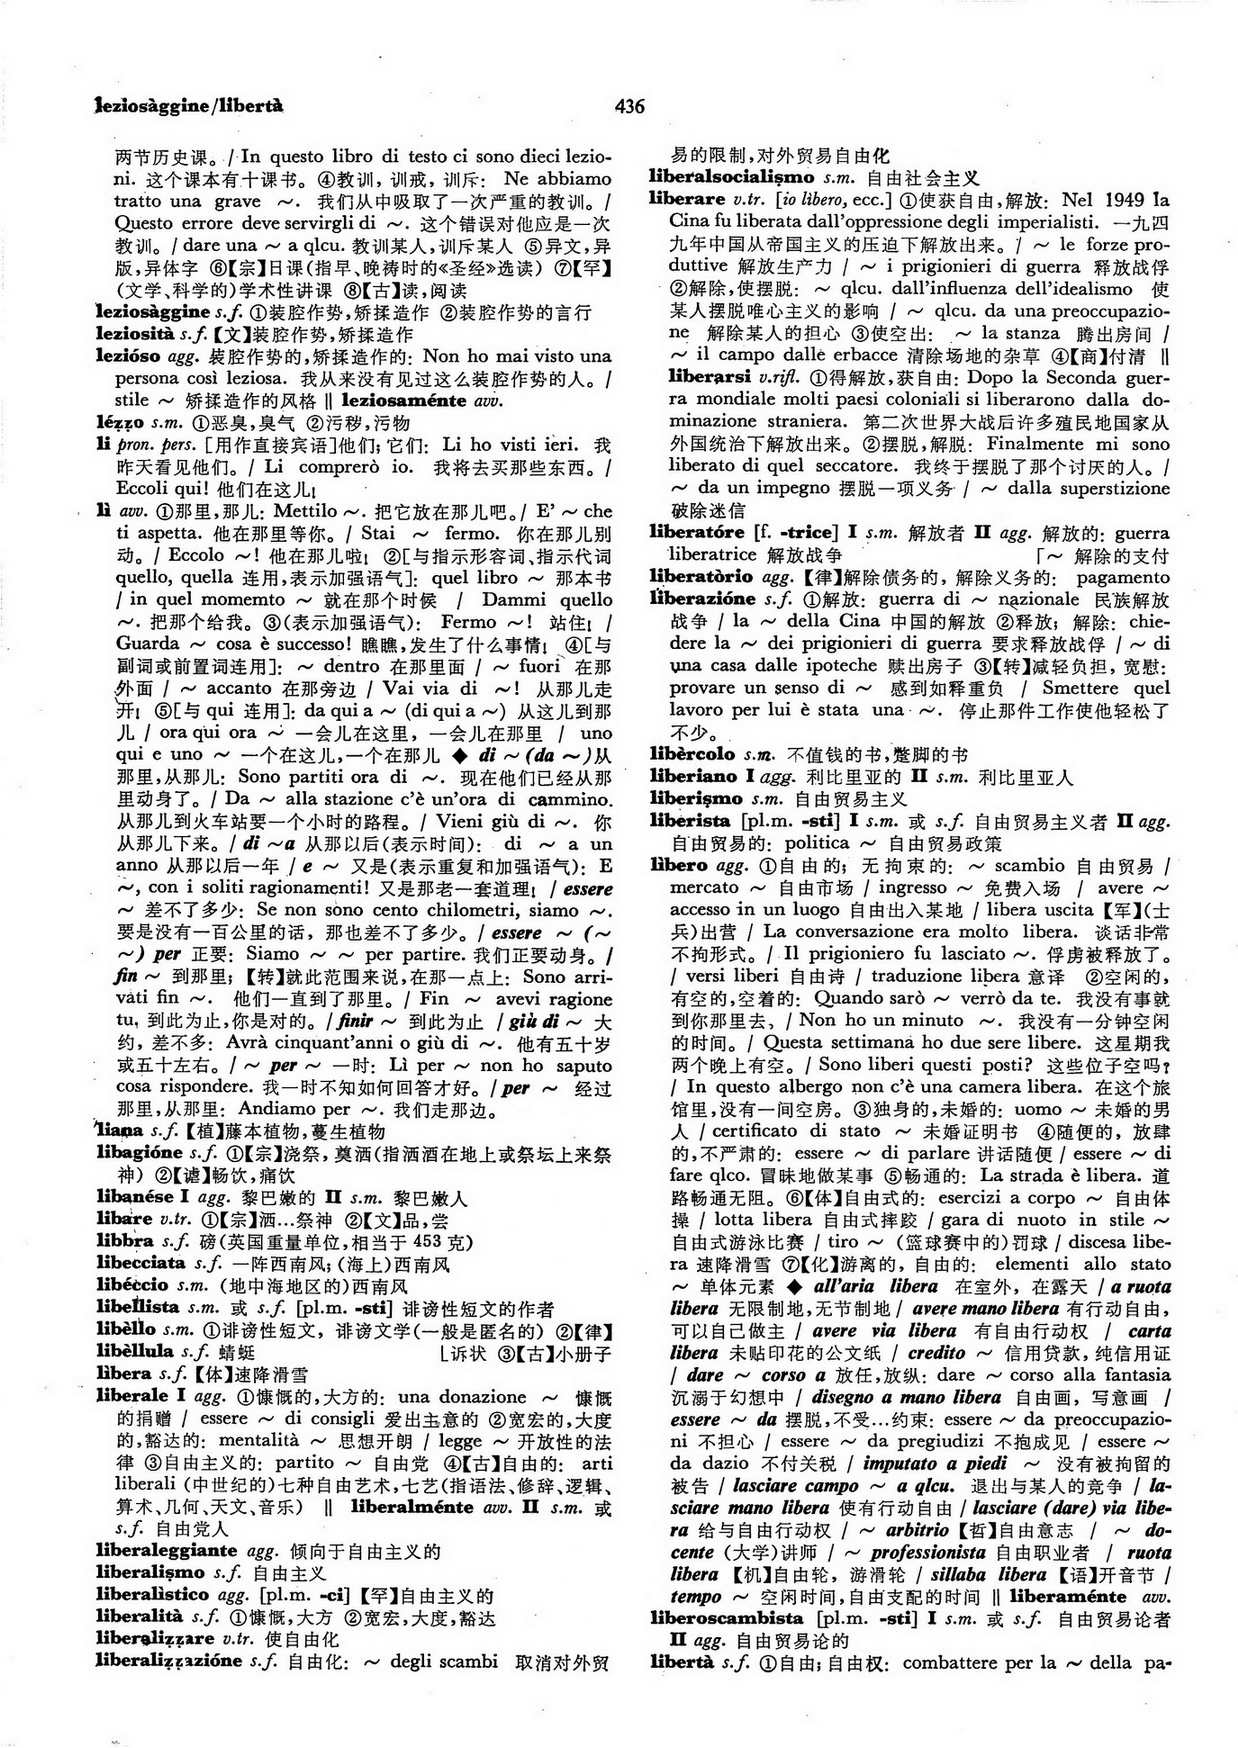 leziosàggine/libertà
436
两节历史课。/ In questo libro di testo ci sono dieci lezio-
ni. 这个课本有十课书。④教训, 训戒, 训斥: Ne abbiamo
tratto una grave ～. 我们从中吸取了一次严重的教训。/
Questo errore deve servirgli di ～. 这个错误对他应是一次
教训。/ dare una ～ a qlcu. 教训某人,训斥某人 ⑤异文,异
版,异体字 ⑥【宗】日课(指早、晚祷时的《圣经》选读) ⑦【罕】
(文学、科学的)学术性讲课 ⑧【古】读,阅读
leziosàggine s.f. ①装腔作势,矫揉造作 ②装腔作势的言行
leziosità s.f.【文】装腔作势,矫揉造作
lezióso agg. 装腔作势的,矫揉造作的: Non ho mai visto una
persona così leziosa. 我从来没有见过这么装腔作势的人。/
stile ～ 矫揉造作的风格 ‖ leziosaménte avv.
lézzo s.m. ①恶臭,臭气 ②污秽,污物
li pron. pers. [用作直接宾语]他们;它们: Li ho visti ieri. 我
昨天看见他们。/ Li comprerò io. 我将去买那些东西。/
Eccoli qui! 他们在这儿!
lì avv. ①那里,那儿: Mettilo ～. 把它放在那儿吧。/ E' ～ che
ti aspetta. 他在那里等你。/ Stai ～ fermo. 你在那儿别
动。/ Eccolo ～! 他在那儿啦! ②[与指示形容词、指示代词
quello, quella 连用,表示加强语气]: quel libro ～ 那本书
/ in quel momemto ～ 就在那个时候 / Dammi quello
～. 把那个给我。③(表示加强语气): Fermo ～! 站住! /
Guarda ～ cosa è successo! 瞧瞧,发生了什么事情! ④[与
副词或前置词连用]: ～ dentro 在那里面 / ～ fuori 在那
外面 / ～ accanto 在那旁边 / Vai via di ～! 从那儿走
开! ⑤[与 qui 连用]: da qui a ～ (di qui a ～) 从这儿到那
儿 / ora qui ora ～ 一会儿在这里, 一会儿在那里 / uno
qui e uno ～ 一个在这儿,一个在那儿 ◆ di ～ (da ～)从
那里,从那儿: Sono partiti ora di ～. 现在他们已经从那
里动身了。/ Da ～ alla stazione c'è un'ora di cammino.
从那儿到火车站要一个小时的路程。/ Vieni giù di ～. 你
从那儿下来。/ di ～a 从那以后(表示时间): di ～ a un
anno 从那以后一年 / e ～ 又是(表示重复和加强语气): E
～, con i soliti ragionamenti! 又是那老一套道理! / essere
～ 差不了多少: Se non sono cento chilometri, siamo ～.
要是没有一百公里的话, 那也差不了多少。/ essere ～ (～
～) per 正要: Siamo ～ ～ per partire. 我们正要动身。/
fin ～ 到那里; 【转】就此范围来说,在那一点上: Sono arri-
vati fin ～. 他们一直到了那里。/ Fin ～ avevi ragione
tu, 到此为止,你是对的。/ finir ～ 到此为止 / giù di ～ 大
约, 差不多: Avrà cinquant'anni o giù di ～. 他有五十岁
或五十左右。/ ～ per ～ 一时: Lì per ～ non ho saputo
cosa rispondere. 我一时不知如何回答才好。/ per ～ 经过
那里,从那里: Andiamo per ～. 我们走那边。
liana s.f.【植】藤本植物,蔓生植物
libagióne s.f. ①【宗】浇祭, 奠酒(指洒酒在地上或祭坛上来祭
神) ②【谑】畅饮,痛饮
libanése I agg. 黎巴嫩的 II s.m. 黎巴嫩人
libare v.tr. ①【宗】洒…祭神 ②【文】品,尝
libbra s.f. 磅(英国重量单位,相当于 453 克)
libecciata s.f. 一阵西南风; (海上)西南风
libéccio s.m. (地中海地区的)西南风
libellista s.m. 或 s.f. [pl.m. -sti] 诽谤性短文的作者
libèllo s.m. ①诽谤性短文, 诽谤文学(一般是匿名的) ②【律】
libèllula s.f. 蜻蜓 ⌊诉状 ③【古】小册子
lìbera s.f.【体】速降滑雪
liberale I agg. ①慷慨的,大方的: una donazione ～ 慷慨
的捐赠 / essere ～ di consigli 爱出主意的 ②宽宏的,大度
的,豁达的: mentalità ～ 思想开朗 / legge ～ 开放性的法
律 ③自由主义的: partito ～ 自由党 ④【古】自由的: arti
liberali (中世纪的)七种自由艺术,七艺(指语法、修辞、逻辑、
算术、几何、天文、音乐) ‖ liberalménte avv. II s.m. 或
s.f. 自由党人
liberaleggiante agg. 倾向于自由主义的
liberalismo s.f. 自由主义
liberalìstico agg. [pl.m. -ci]【罕】自由主义的
liberalità s.f. ①慷慨,大方 ②宽宏,大度,豁达
liberalizzare v.tr. 使自由化
liberalizzazióne s.f. 自由化: ～ degli scambi 取消对外贸
易的限制,对外贸易自由化
liberalsocialismo s.m. 自由社会主义
liberare v.tr. [io libero, ecc.] ①使获自由,解放: Nel 1949 la
Cina fu liberata dall'oppressione degli imperialisti. 一九四
九年中国从帝国主义的压迫下解放出来。/ ～ le forze pro-
duttive 解放生产力 / ～ i prigionieri di guerra 释放战俘
②解除,使摆脱: ～ qlcu. dall'influenza dell'idealismo 使
某人摆脱唯心主义的影响 / ～ qlcu. da una preoccupazio-
ne 解除某人的担心 ③使空出: ～ la stanza 腾出房间 /
～ il campo dalle erbacce 清除场地的杂草 ④【商】付清 ‖
liberarsi v.rifl. ①得解放,获自由: Dopo la Seconda guer-
ra mondiale molti paesi coloniali si liberarono dalla do-
minazione straniera. 第二次世界大战后许多殖民地国家从
外国统治下解放出来。②摆脱,解脱: Finalmente mi sono
liberato di quel seccatore. 我终于摆脱了那个讨厌的人。/
～ da un impegno 摆脱一项义务 / ～ dalla superstizione
破除迷信
liberatóre [f. -trice] I s.m. 解放者 II agg. 解放的: guerra
liberatrice 解放战争 ⌈～ 解除的支付
liberatòrio agg.【律】解除债务的, 解除义务的: pagamento
liberazióne s.f. ①解放: guerra di ～ nazionale 民族解放
战争 / la ～ della Cina 中国的解放 ②释放; 解除: chie-
dere la ～ dei prigionieri di guerra 要求释放战俘 / ～ di
una casa dalle ipoteche 赎出房子 ③【转】减轻负担, 宽慰:
provare un senso di ～ 感到如释重负 / Smettere quel
lavoro per lui è stata una ～. 停止那件工作使他轻松了
不少。
libèrcolo s.m. 不值钱的书,蹩脚的书
liberiano I agg. 利比里亚的 II s.m. 利比里亚人
liberismo s.m. 自由贸易主义
liberista [pl.m. -sti] I s.m. 或 s.f. 自由贸易主义者 II agg.
自由贸易的: politica ～ 自由贸易政策
libero agg. ①自由的; 无拘束的: ～ scambio 自由贸易 /
mercato ～ 自由市场 / ingresso ～ 免费入场 / avere ～
accesso in un luogo 自由出入某地 / libera uscita【军】(士
兵)出营 / La conversazione era molto libera. 谈话非常
不拘形式。/ Il prigioniero fu lasciato ～. 俘虏被释放了。
/ versi liberi 自由诗 / traduzione libera 意译 ②空闲的,
有空的,空着的: Quando sarò ～ verrò da te. 我没有事就
到你那里去, / Non ho un minuto ～. 我没有一分钟空闲
的时间。/ Questa settimana ho due sere libere. 这星期我
两个晚上有空。/ Sono liberi questi posti? 这些位子空吗?
/ In questo albergo non c'è una camera libera. 在这个旅
馆里,没有一间空房。③独身的,未婚的: uomo ～ 未婚的男
人 / certificato di stato ～ 未婚证明书 ④随便的, 放肆
的,不严肃的: essere ～ di parlare 讲话随便 / essere ～ di
fare qlco. 冒昧地做某事 ⑤畅通的: La strada è libera. 道
路畅通无阻。⑥【体】自由式的: esercizi a corpo ～ 自由体
操 / lotta libera 自由式摔跤 / gara di nuoto in stile ～
自由式游泳比赛 / tiro ～ (篮球赛中的)罚球 / discesa libe-
ra 速降滑雪 ⑦【化】游离的, 自由的: elementi allo stato
～ 单体元素 ◆ all'aria libera 在室外, 在露天 / a ruota
libera 无限制地,无节制地 / avere mano libera 有行动自由,
可以自己做主 / avere via libera 有自由行动权 / carta
libera 未贴印花的公文纸 / credito ～ 信用贷款,纯信用证
/ dare ～ corso a 放任,放纵: dare ～ corso alla fantasia
沉溺于幻想中 / disegno a mano libera 自由画, 写意画 /
essere ～ da 摆脱,不受…约束: essere ～ da preoccupazio-
ni 不担心 / essere ～ da pregiudizi 不抱成见 / essere ～
da dazio 不付关税 / imputato a piedi ～ 没有被拘留的
被告 / lasciare campo ～ a qlcu. 退出与某人的竞争 / la-
sciare mano libera 使有行动自由 / lasciare (dare) via libe-
ra 给与自由行动权 / ～ arbitrio【哲】自由意志 / ～ do-
cente (大学)讲师 / ～ professionista 自由职业者 / ruota
libera 【机】自由轮, 游滑轮 / sillaba libera【语】开音节 /
tempo ～ 空闲时间,自由支配的时间 ‖ liberaménte avv.
liberoscambista [pl.m. -sti] I s.m. 或 s.f. 自由贸易论者
II agg. 自由贸易论的
libertà s.f. ①自由; 自由权: combattere per la ～ della pa-